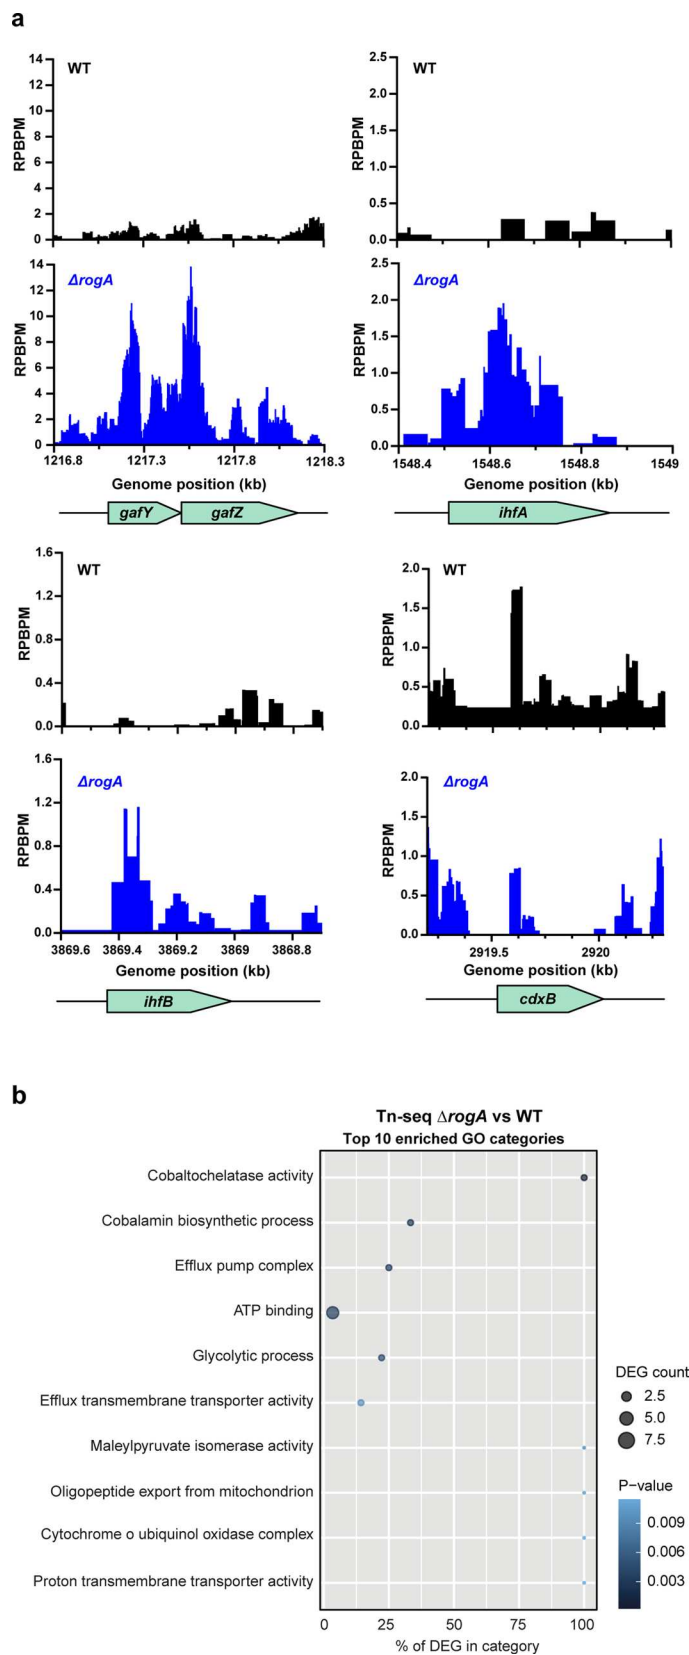 a
WT
RPBPM
14
12
10
8
6
4
2
0
ΔrogA
RPBPM
14
12
10
8
6
4
2
0
1216.8 1217.3 1217.8 1218.3
Genome position (kb)
gafY gafZ
WT
RPBPM
2.5
2.0
1.5
1.0
0.5
0.0
ΔrogA
RPBPM
2.5
2.0
1.5
1.0
0.5
0.0
1548.4 1548.6 1548.8 1549
Genome position (kb)
ihfA
WT
RPBPM
1.6
1.2
0.8
0.4
0.0
ΔrogA
RPBPM
1.6
1.2
0.8
0.4
0.0
3869.6 3869.4 3869.2 3869 3868.8
Genome position (kb)
ihfB
WT
RPBPM
2.0
1.5
1.0
0.5
0.0
ΔrogA
RPBPM
2.0
1.5
1.0
0.5
0.0
2919.5 2920
Genome position (kb)
cdxB
b
Tn-seq ΔrogA vs WT
Top 10 enriched GO categories
Cobaltochelatase activity
Cobalamin biosynthetic process
Efflux pump complex
ATP binding
Glycolytic process
Efflux transmembrane transporter activity
Maleylpyruvate isomerase activity
Oligopeptide export from mitochondrion
Cytochrome o ubiquinol oxidase complex
Proton transmembrane transporter activity
0 25 50 75 100
% of DEG in category
DEG count
2.5
5.0
7.5
P−value
0.009
0.006
0.003